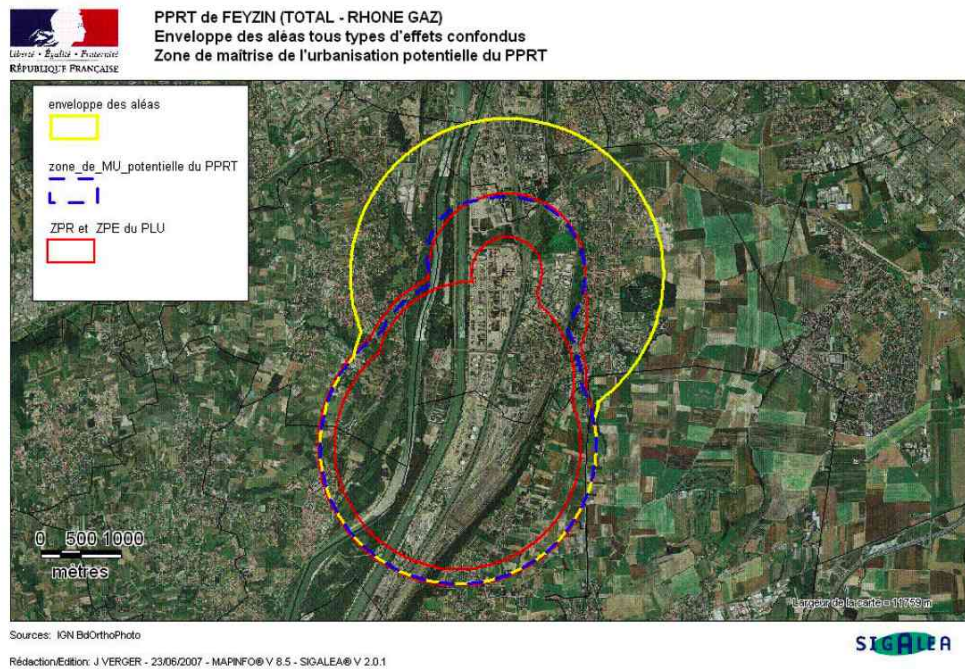 PPRT de FEYZIN (TOTAL - RHONE GAZ)
Enveloppe des aléas tous types d'effets confondus
Zone de maîtrise de l'urbanisation potentielle du PPRT
Liberté • Égalité • Fraternité
RÉPUBLIQUE FRANÇAISE
enveloppe des aléas
zone_de_MU_potentielle du PPRT
ZPR et ZPE du PLU
0 500 1000
mètres
Largeur de la carte = 11759 m
Sources: IGN BdOrthoPhoto
SIGALEA
Rédaction/Edition: J VERGER - 23/06/2007 - MAPINFO® V 8.5 - SIGALEA® V 2.0.1